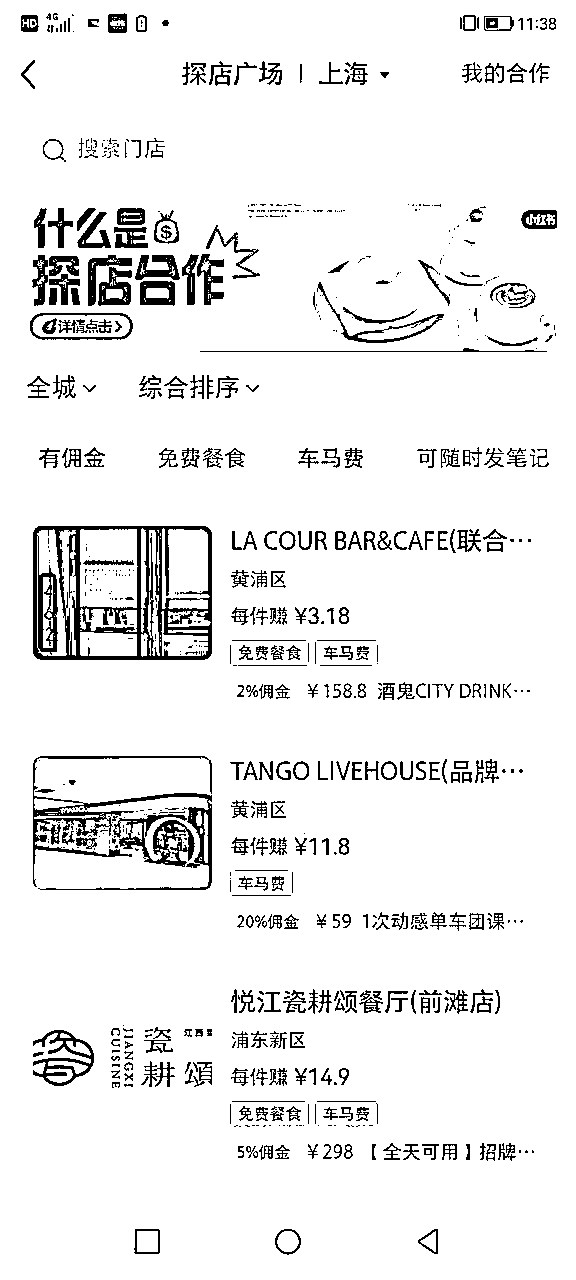 HD 4G 11:38
探店广场 | 上海 我的合作
搜索门店
什么是
探店合作
小红书
详情点击
全城 综合排序
有佣金 免费餐食 车马费 可随时发笔记
LA COUR BAR&CAFE(联合…
黄浦区
每件赚 ¥3.18
免费餐食 车马费
2%佣金 ¥158.8 酒鬼CITY DRINK…
TANGO LIVEHOUSE(品牌…
黄浦区
每件赚 ¥11.8
车马费
20%佣金 ¥59 1次动感单车团课…
悦江瓷耕颂餐厅(前滩店)
JIANGXI CUISINE 瓷耕頌
浦东新区
每件赚 ¥14.9
免费餐食 车马费
5%佣金 ¥298 【全天可用】招牌…